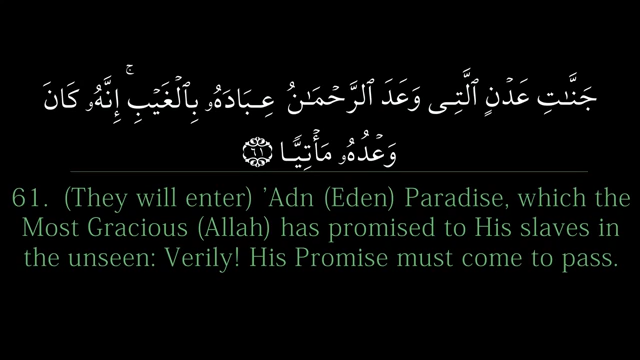 جَنَّـٰتِ عَدۡنٍ ٱلَّتِى وَعَدَ ٱلرَّحۡمَـٰنُ عِبَادَهُۥ بِٱلۡغَيۡبِ‌ۚ إِنَّهُۥ كَانَ
وَعۡدُهُۥ مَأۡتِيًّ۬ا ٦١
61. (They will enter) ’Adn (Eden) Paradise, which the
Most Gracious (Allah) has promised to His slaves in
the unseen: Verily! His Promise must come to pass.